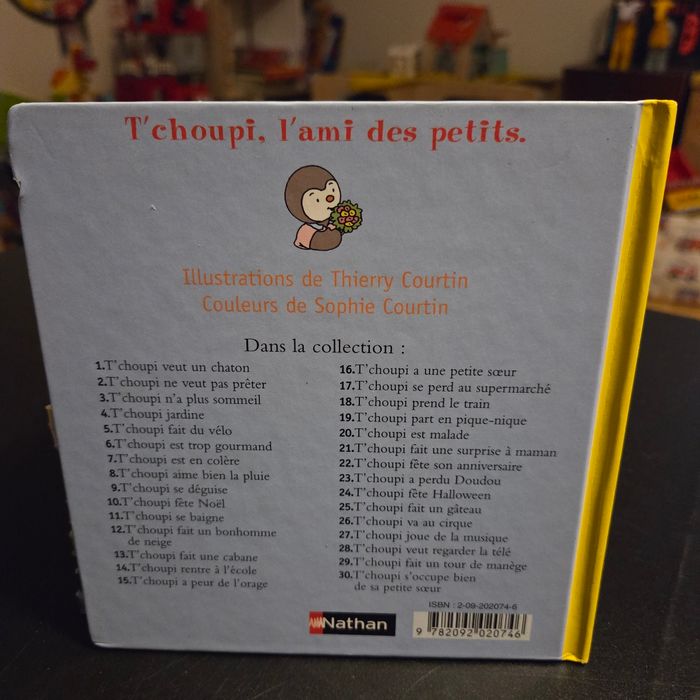 T'choupi, l'ami des petits.
Illustrations de Thierry Courtin
Couleurs de Sophie Courtin
Dans la collection :
1.T'choupi veut un chaton
2.T'choupi ne veut pas prêter
3.T'choupi n'a plus sommeil
4.T'choupi jardine
5.T'choupi fait du vélo
6.T'choupi est trop gourmand
7.T'choupi est en colère
8.T'choupi aime bien la pluie
9.T'choupi se déguise
10.T'choupi fête Noël
11.T'choupi se baigne
12.T'choupi fait un bonhomme
de neige
13.T'choupi fait une cabane
14.T'choupi rentre à l'école
15.T'choupi a peur de l'orage
16.T'choupi a une petite sœur
17.T'choupi se perd au supermarché
18.T'choupi prend le train
19.T'choupi part en pique-nique
20.T'choupi est malade
21.T'choupi fait une surprise à maman
22.T'choupi fête son anniversaire
23.T'choupi a perdu Doudou
24.T'choupi fête Halloween
25.T'choupi fait un gâteau
26.T'choupi va au cirque
27.T'choupi joue de la musique
28.T'choupi veut regarder la télé
29.T'choupi fait un tour de manège
30.T'choupi s'occupe bien
de sa petite sœur
Nathan
ISBN : 2-09-202074-6
9 782092 020746